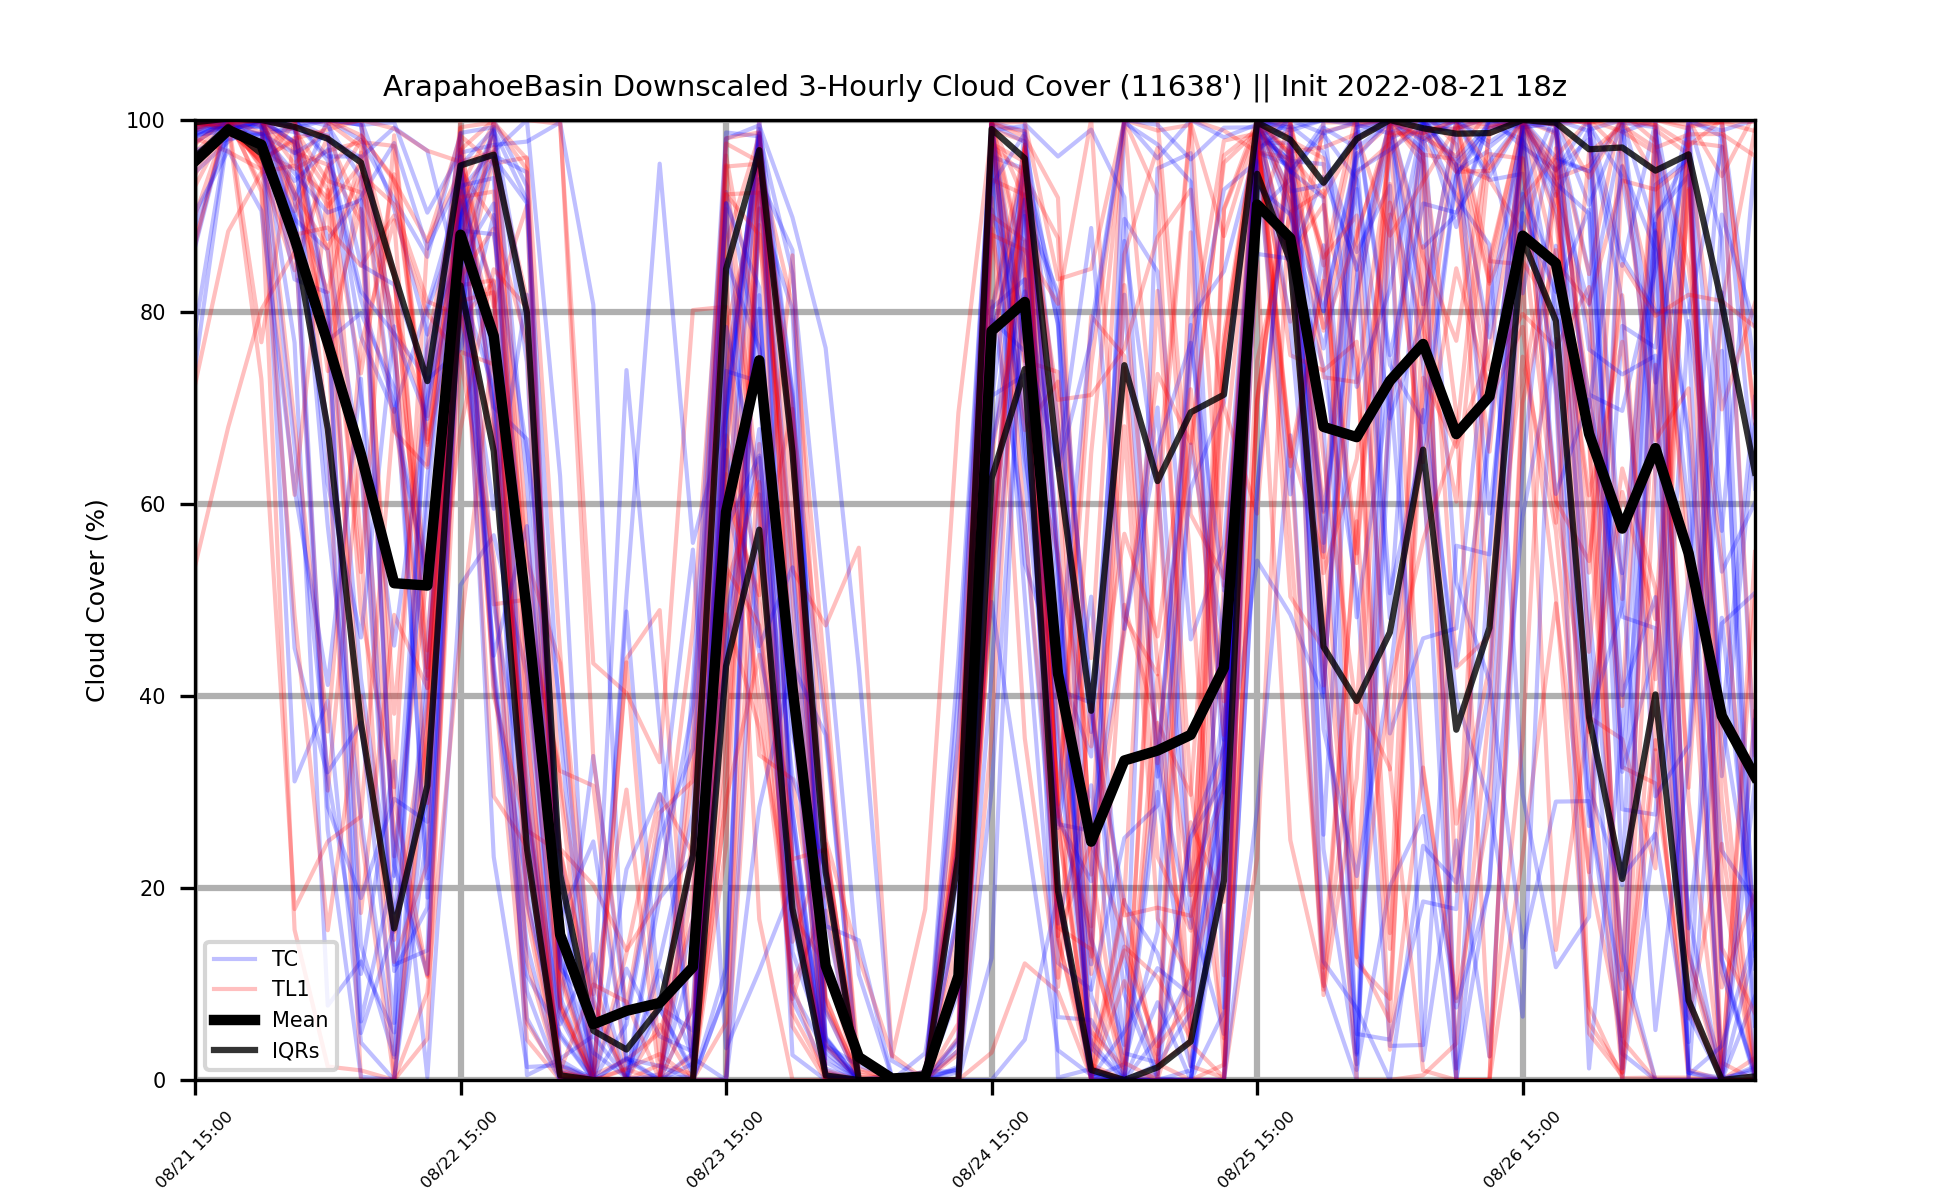 ArapahoeBasin Downscaled 3-Hourly Cloud Cover (11638') || Init 2022-08-21 18z
Cloud Cover (%)
100
80
60
40
20
0
TC
TL1
Mean
IQRs
08/21 15:00
08/22 15:00
08/23 15:00
08/24 15:00
08/25 15:00
08/26 15:00